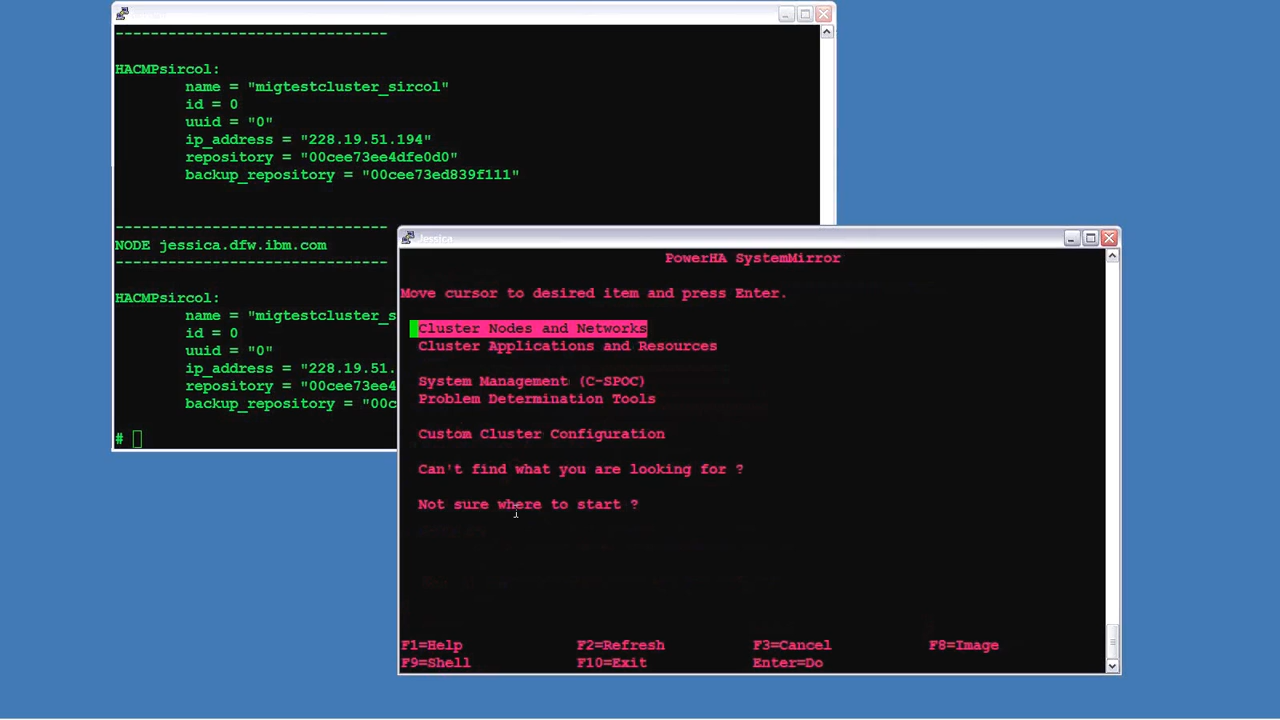 -------------------------------
HACMPsircol:
name = "migtestcluster_sircol"
id = 0
uuid = "0"
ip_address = "228.19.51.194"
repository = "00cee73ee4dfe0d0"
backup_repository = "00cee73ed839f111"
-------------------------------
NODE jessica.dfw.ibm.com
-------------------------------
HACMPsircol:
name = "migtestcluster_s
id = 0
uuid = "0"
ip_address = "228.19.51.
repository = "00cee73ee4
backup_repository = "00c
#
Jessica
PowerHA SystemMirror
Move cursor to desired item and press Enter.
Cluster Nodes and Networks
Cluster Applications and Resources
System Management (C-SPOC)
Problem Determination Tools
Custom Cluster Configuration
Can't find what you are looking for ?
Not sure where to start ?
F1=Help F2=Refresh F3=Cancel F8=Image
F9=Shell F10=Exit Enter=Do